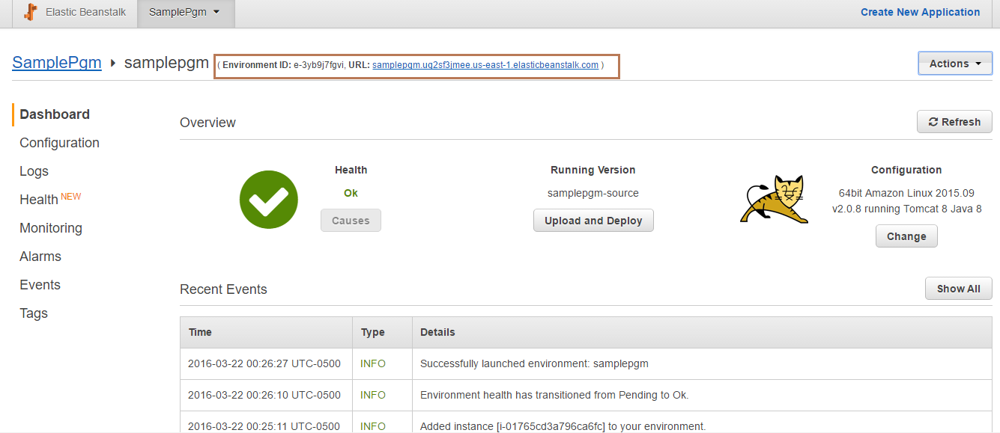 Elastic Beanstalk SamplePgm Create New Application
SamplePgm samplepgm ( Environment ID: e-3yb9j7fgvi, URL: samplepgm.ug2sf3jmee.us-east-1.elasticbeanstalk.com ) Actions
Dashboard
Configuration
Logs
Health NEW
Monitoring
Alarms
Events
Tags
Overview Refresh
Health
Ok
Causes
Running Version
samplepgm-source
Upload and Deploy
Configuration
64bit Amazon Linux 2015.09
v2.0.8 running Tomcat 8 Java 8
Change
Recent Events Show All
Time Type Details
2016-03-22 00:26:27 UTC-0500 INFO Successfully launched environment: samplepgm
2016-03-22 00:26:10 UTC-0500 INFO Environment health has transitioned from Pending to Ok.
2016-03-22 00:25:11 UTC-0500 INFO Added instance [i-01765cd3a796ca6fc] to your environment.